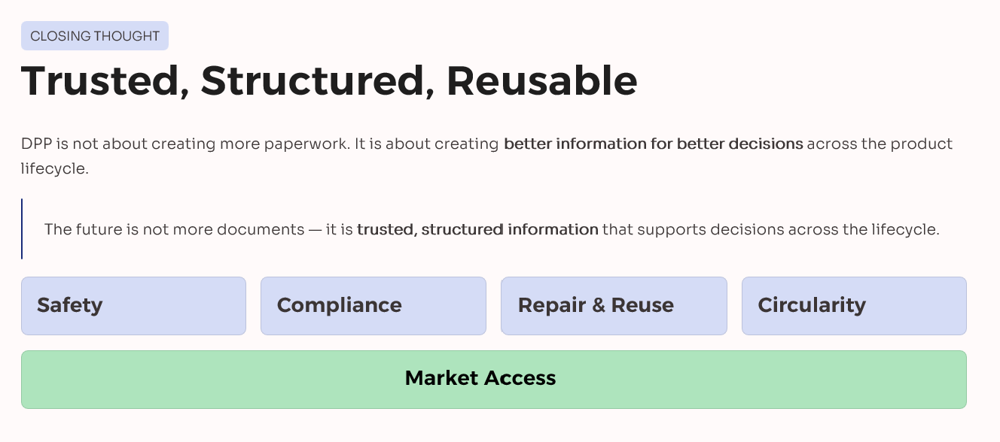 CLOSING THOUGHT
Trusted, Structured, Reusable
DPP is not about creating more paperwork. It is about creating better information for better decisions across the product
lifecycle.
The future is not more documents — it is trusted, structured information that supports decisions across the lifecycle.
Safety
Compliance
Repair & Reuse
Circularity
Market Access